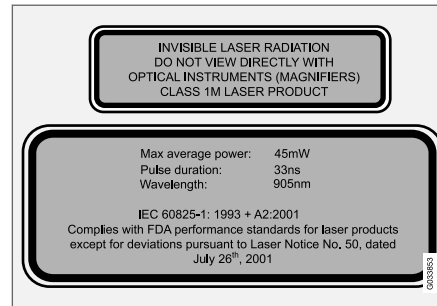 INVISIBLE LASER RADIATION
DO NOT VIEW DIRECTLY WITH
OPTICAL INSTRUMENTS (MAGNIFIERS)
CLASS 1M LASER PRODUCT
Max average power: 45mW
Pulse duration: 33ns
Wavelength: 905nm
IEC 60825-1: 1993 + A2:2001
Complies with FDA performance standards for laser products
except for deviations pursuant to Laser Notice No. 50, dated
July 26th, 2001
G033853